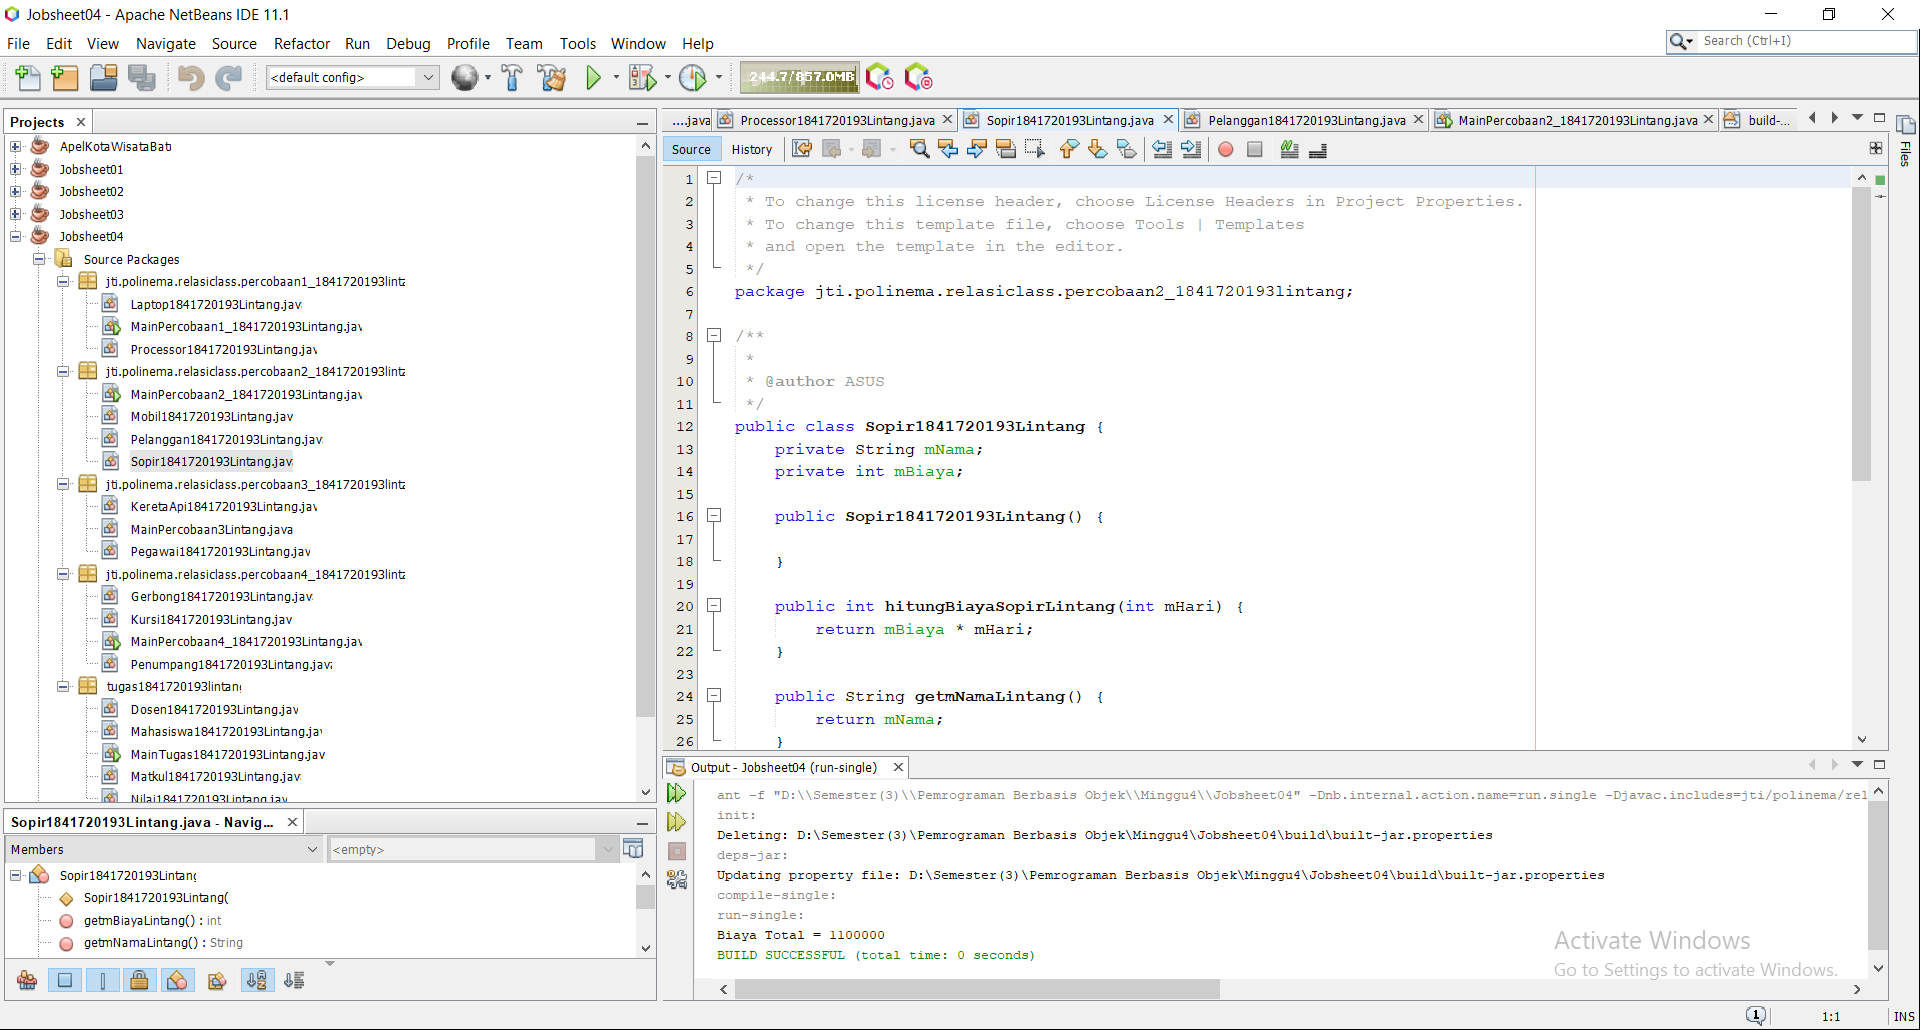 Jobsheet04 - Apache NetBeans IDE 11.1
File Edit View Navigate Source Refactor Run Debug Profile Team Tools Window Help
Search (Ctrl+I)
<default config>
244.7/857.0MB
Projects
ApelKotaWisataBatu
Jobsheet01
Jobsheet02
Jobsheet03
Jobsheet04
Source Packages
jti.polinema.relasiclass.percobaan1_1841720193linta
Laptop1841720193Lintang.jav
MainPercobaan1_1841720193Lintang.jav
Processor1841720193Lintang.jav
jti.polinema.relasiclass.percobaan2_1841720193linta
MainPercobaan2_1841720193Lintang.jav
Mobil1841720193Lintang.jav
Pelanggan1841720193Lintang.jav
Sopir1841720193Lintang.jav
jti.polinema.relasiclass.percobaan3_1841720193linta
KeretaApi1841720193Lintang.jav
MainPercobaan3Lintang.java
Pegawai1841720193Lintang.jav
jti.polinema.relasiclass.percobaan4_1841720193linta
Gerbong1841720193Lintang.jav
Kursi1841720193Lintang.jav
MainPercobaan4_1841720193Lintang.jav
Penumpang1841720193Lintang.java
tugas1841720193lintang
Dosen1841720193Lintang.jav
Mahasiswa1841720193Lintang.jav
MainTugas1841720193Lintang.jav
Matkul1841720193Lintang.jav
Nilai1841720193Lintang.jav
Sopir1841720193Lintang.java - Navig...
Members
<empty>
Sopir1841720193Lintang
Sopir1841720193Lintang(
getmBiayaLintang() : int
getmNamaLintang() : String
....java Processor1841720193Lintang.java Sopir1841720193Lintang.java Pelanggan1841720193Lintang.java MainPercobaan2_1841720193Lintang.java build-...
Files
Source History
1 /*
2 * To change this license header, choose License Headers in Project Properties.
3 * To change this template file, choose Tools | Templates
4 * and open the template in the editor.
5 */
6 package jti.polinema.relasiclass.percobaan2_1841720193lintang;
7
8 /**
9 *
10 * @author ASUS
11 */
12 public class Sopir1841720193Lintang {
13 private String mNama;
14 private int mBiaya;
15
16 public Sopir1841720193Lintang() {
17
18 }
19
20 public int hitungBiayaSopirLintang(int mHari) {
21 return mBiaya * mHari;
22 }
23
24 public String getmNamaLintang() {
25 return mNama;
26 }
Output - Jobsheet04 (run-single)
ant -f "D:\\Semester(3)\\Pemrograman Berbasis Objek\\Minggu4\\Jobsheet04" -Dnb.internal.action.name=run.single -Djavac.includes=jti/polinema/rel
init:
Deleting: D:\Semester(3)\Pemrograman Berbasis Objek\Minggu4\Jobsheet04\build\built-jar.properties
deps-jar:
Updating property file: D:\Semester(3)\Pemrograman Berbasis Objek\Minggu4\Jobsheet04\build\built-jar.properties
compile-single:
run-single:
Biaya Total = 1100000
BUILD SUCCESSFUL (total time: 0 seconds)
Activate Windows
Go to Settings to activate Windows.
1
1:1
INS